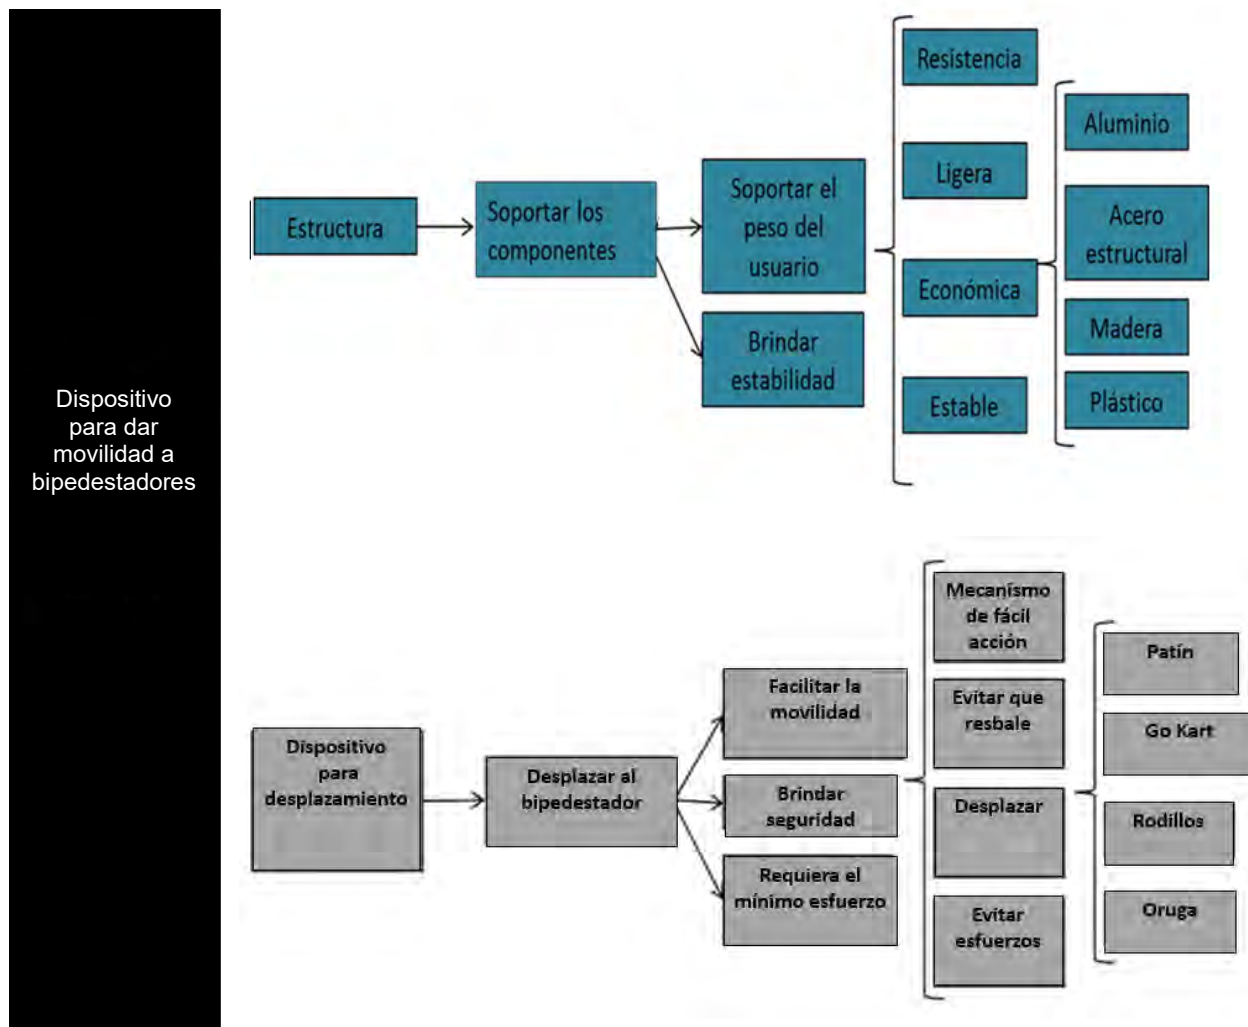 Dispositivo
para dar
movilidad a
bipedestadores
Estructura
Soportar los
componentes
Soportar el
peso del
usuario
Brindar
estabilidad
Resistencia
Ligera
Económica
Estable
Aluminio
Acero
estructural
Madera
Plástico
Dispositivo
para
desplazamiento
Desplazar al
bipedestador
Facilitar la
movilidad
Brindar
seguridad
Requiera el
mínimo esfuerzo
Mecanismo
de fácil
acción
Evitar que
resbale
Desplazar
Evitar
esfuerzos
Patín
Go Kart
Rodillos
Oruga